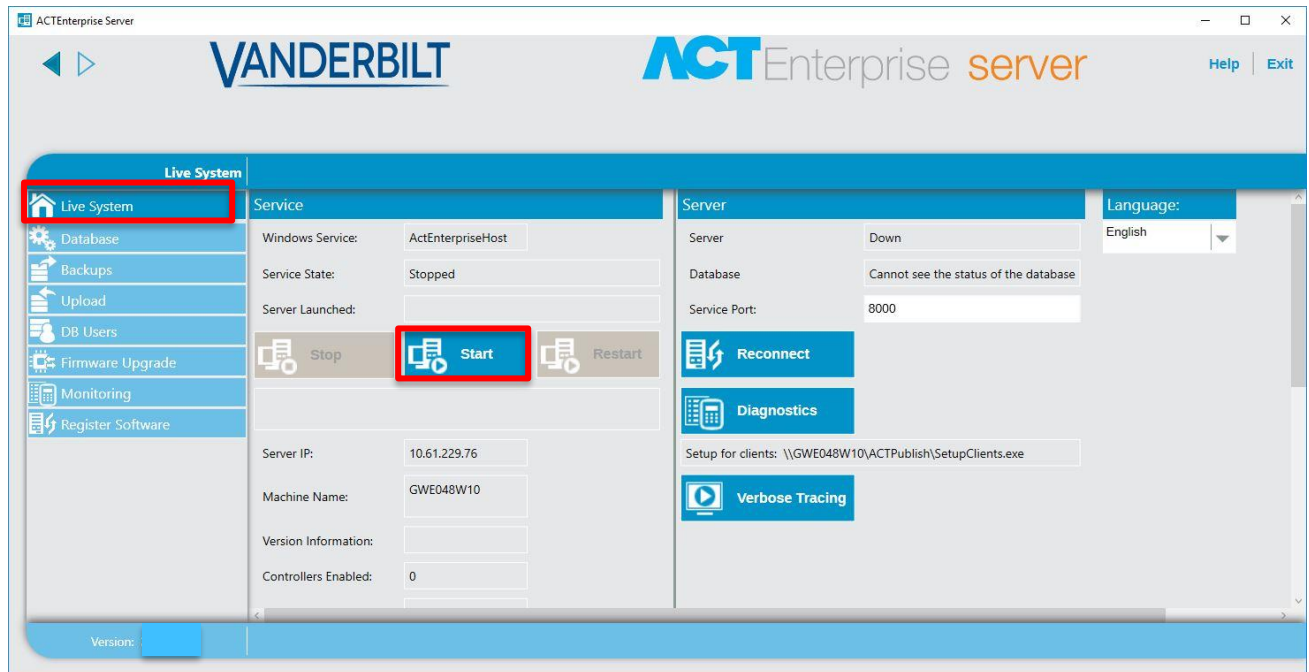 ACTEnterprise Server
VANDERBILT
ACTEnterprise server
Help Exit
Live System
Live System
Database
Backups
Upload
DB Users
Firmware Upgrade
Monitoring
Register Software
Service
Windows Service: ActEnterpriseHost
Service State: Stopped
Server Launched:
Stop Start Restart
Server IP: 10.61.229.76
Machine Name: GWE048W10
Version Information:
Controllers Enabled: 0
Server
Server Down
Database Cannot see the status of the database
Service Port: 8000
Reconnect
Diagnostics
Setup for clients: \\GWE048W10\ACTPublish\SetupClients.exe
Verbose Tracing
Language:
English
Version: